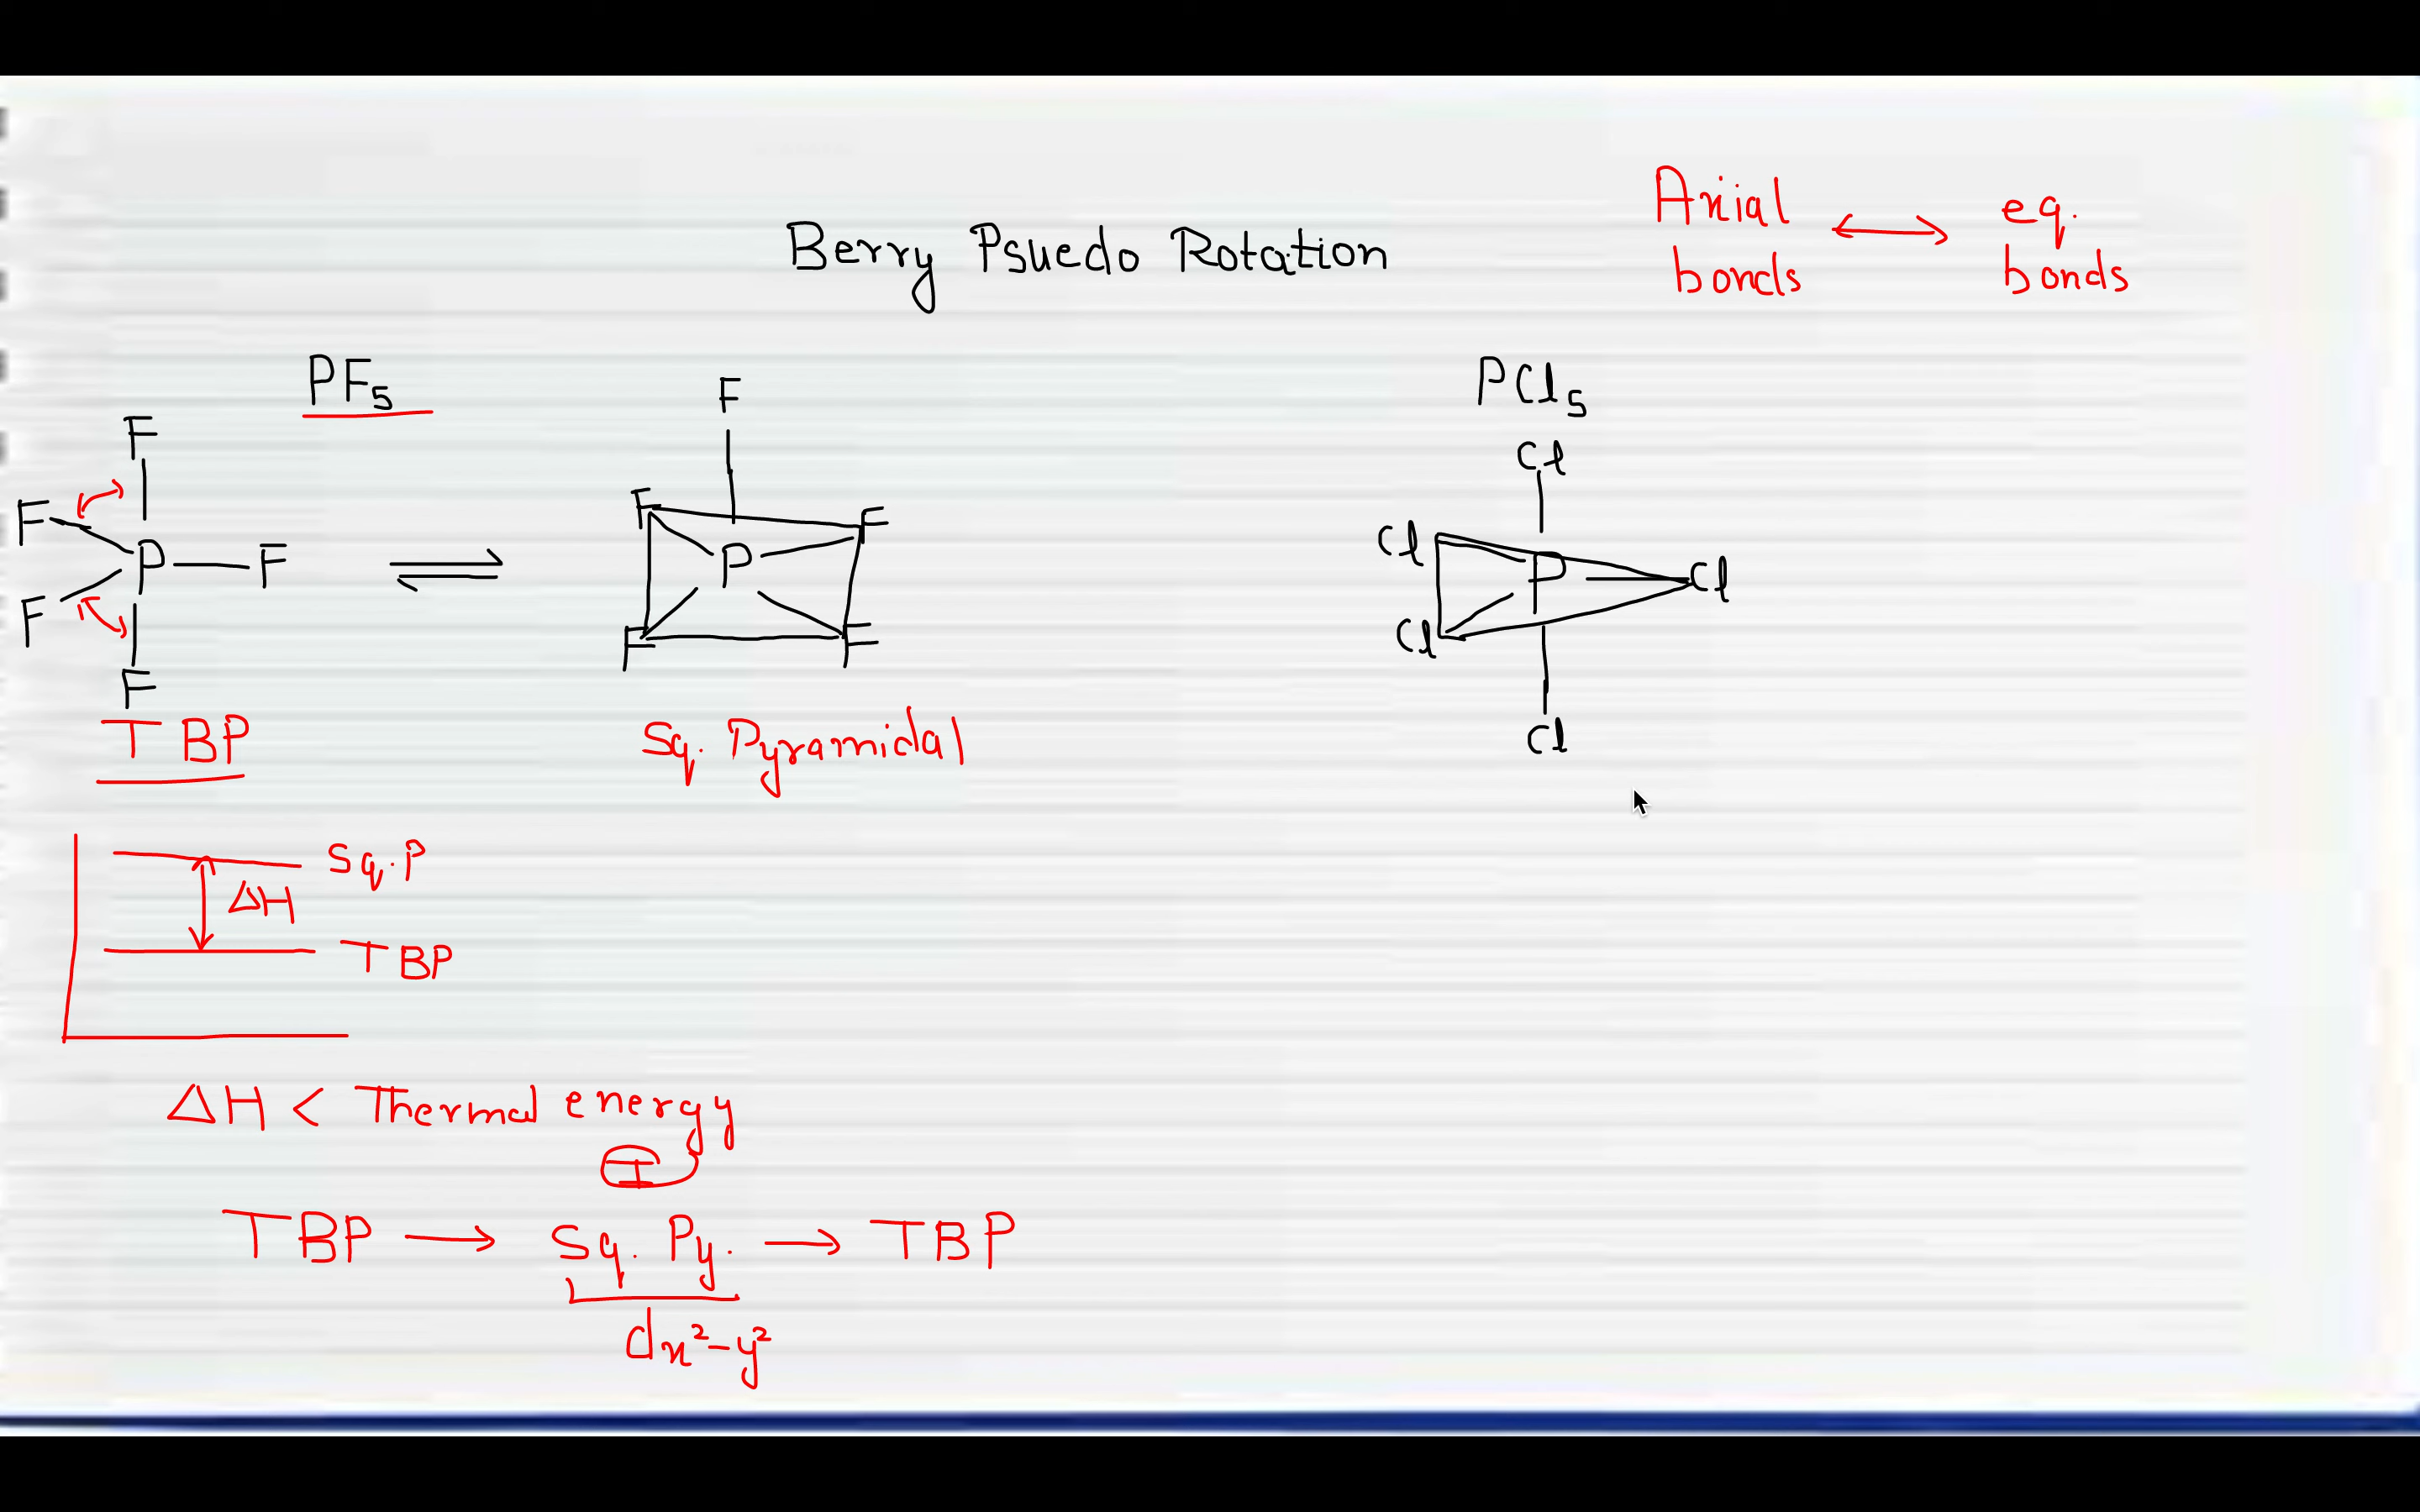 Berry Psuedo Rotation
Axial bonds ↔ eq. bonds
PF₅
F
F
P
F
F
F
TBP
⇌
F
F
F
P
F
F
Sq. Pyramidal
PCl₅
Cl
Cl
P
Cl
Cl
Cl
Sq. P
ΔH
TBP
ΔH < Thermal energy
TBP → Sq. Py. → TBP
dx²-y²